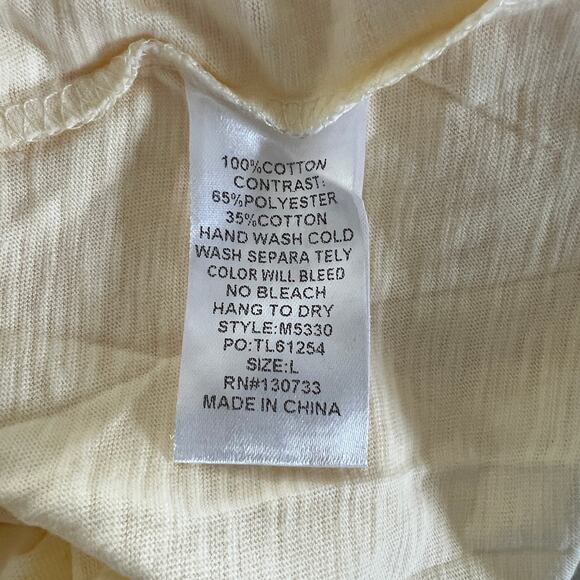 100%COTTON
CONTRAST:
65%POLYESTER
35%COTTON
HAND WASH COLD
WASH SEPARA TELY
COLOR WILL BLEED
NO BLEACH
HANG TO DRY
STYLE:M5330
PO:TL61254
SIZE:L
RN#130733
MADE IN CHINA